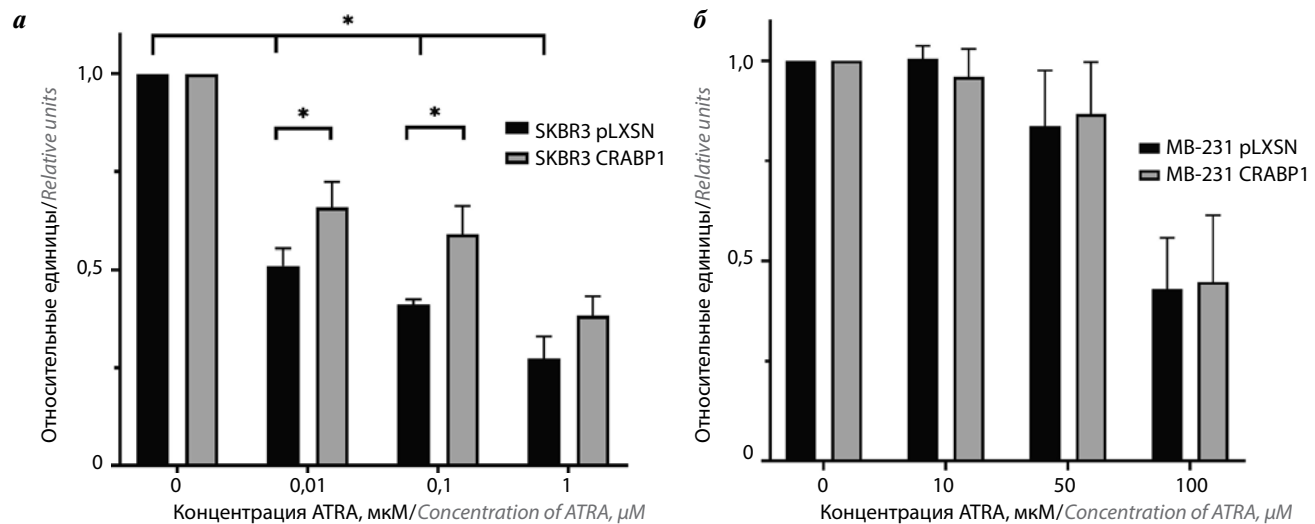 а
*
1,0
*
*
SKBR3 pLXSN
SKBR3 CRABP1
0,5
0
0
0,01
0,1
1
Относительные единицы/Relative units
Концентрация ATRA, мкМ/Concentration of ATRA, µM
б
1,0
MB-231 pLXSN
MB-231 CRABP1
0,5
0
0
10
50
100
Относительные единицы/Relative units
Концентрация ATRA, мкМ/Concentration of ATRA, µM